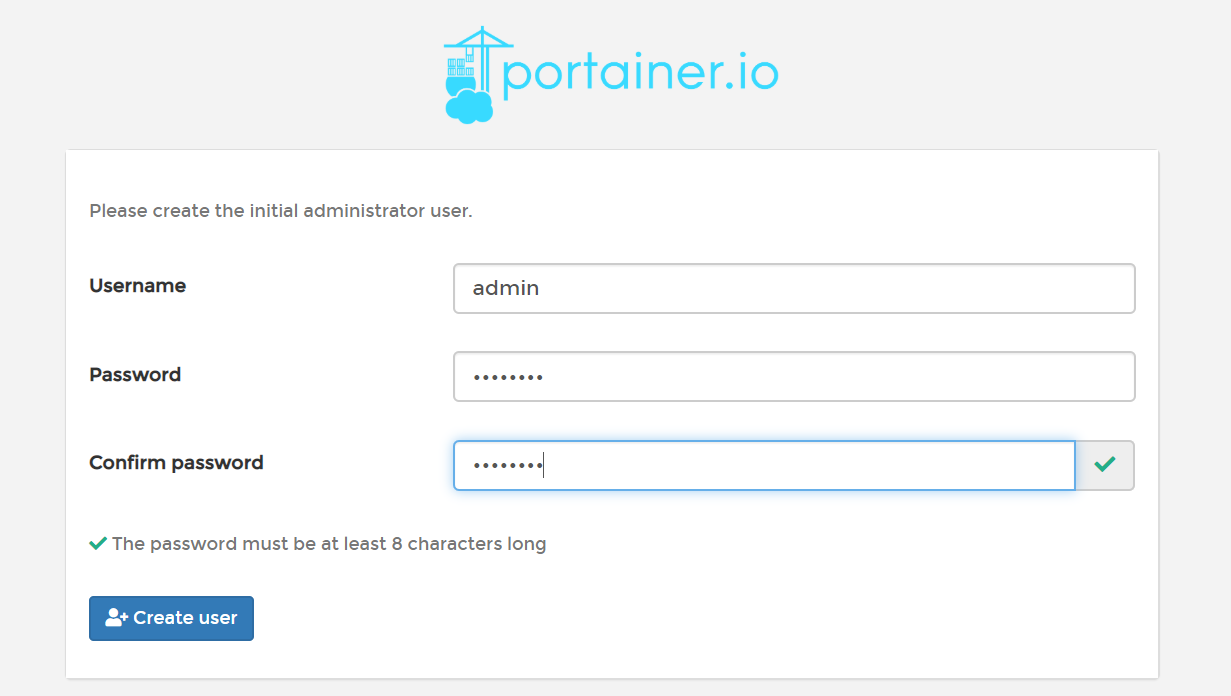 portainer.io
Please create the initial administrator user.
Username
admin
Password
••••••••
Confirm password
••••••••
The password must be at least 8 characters long
Create user